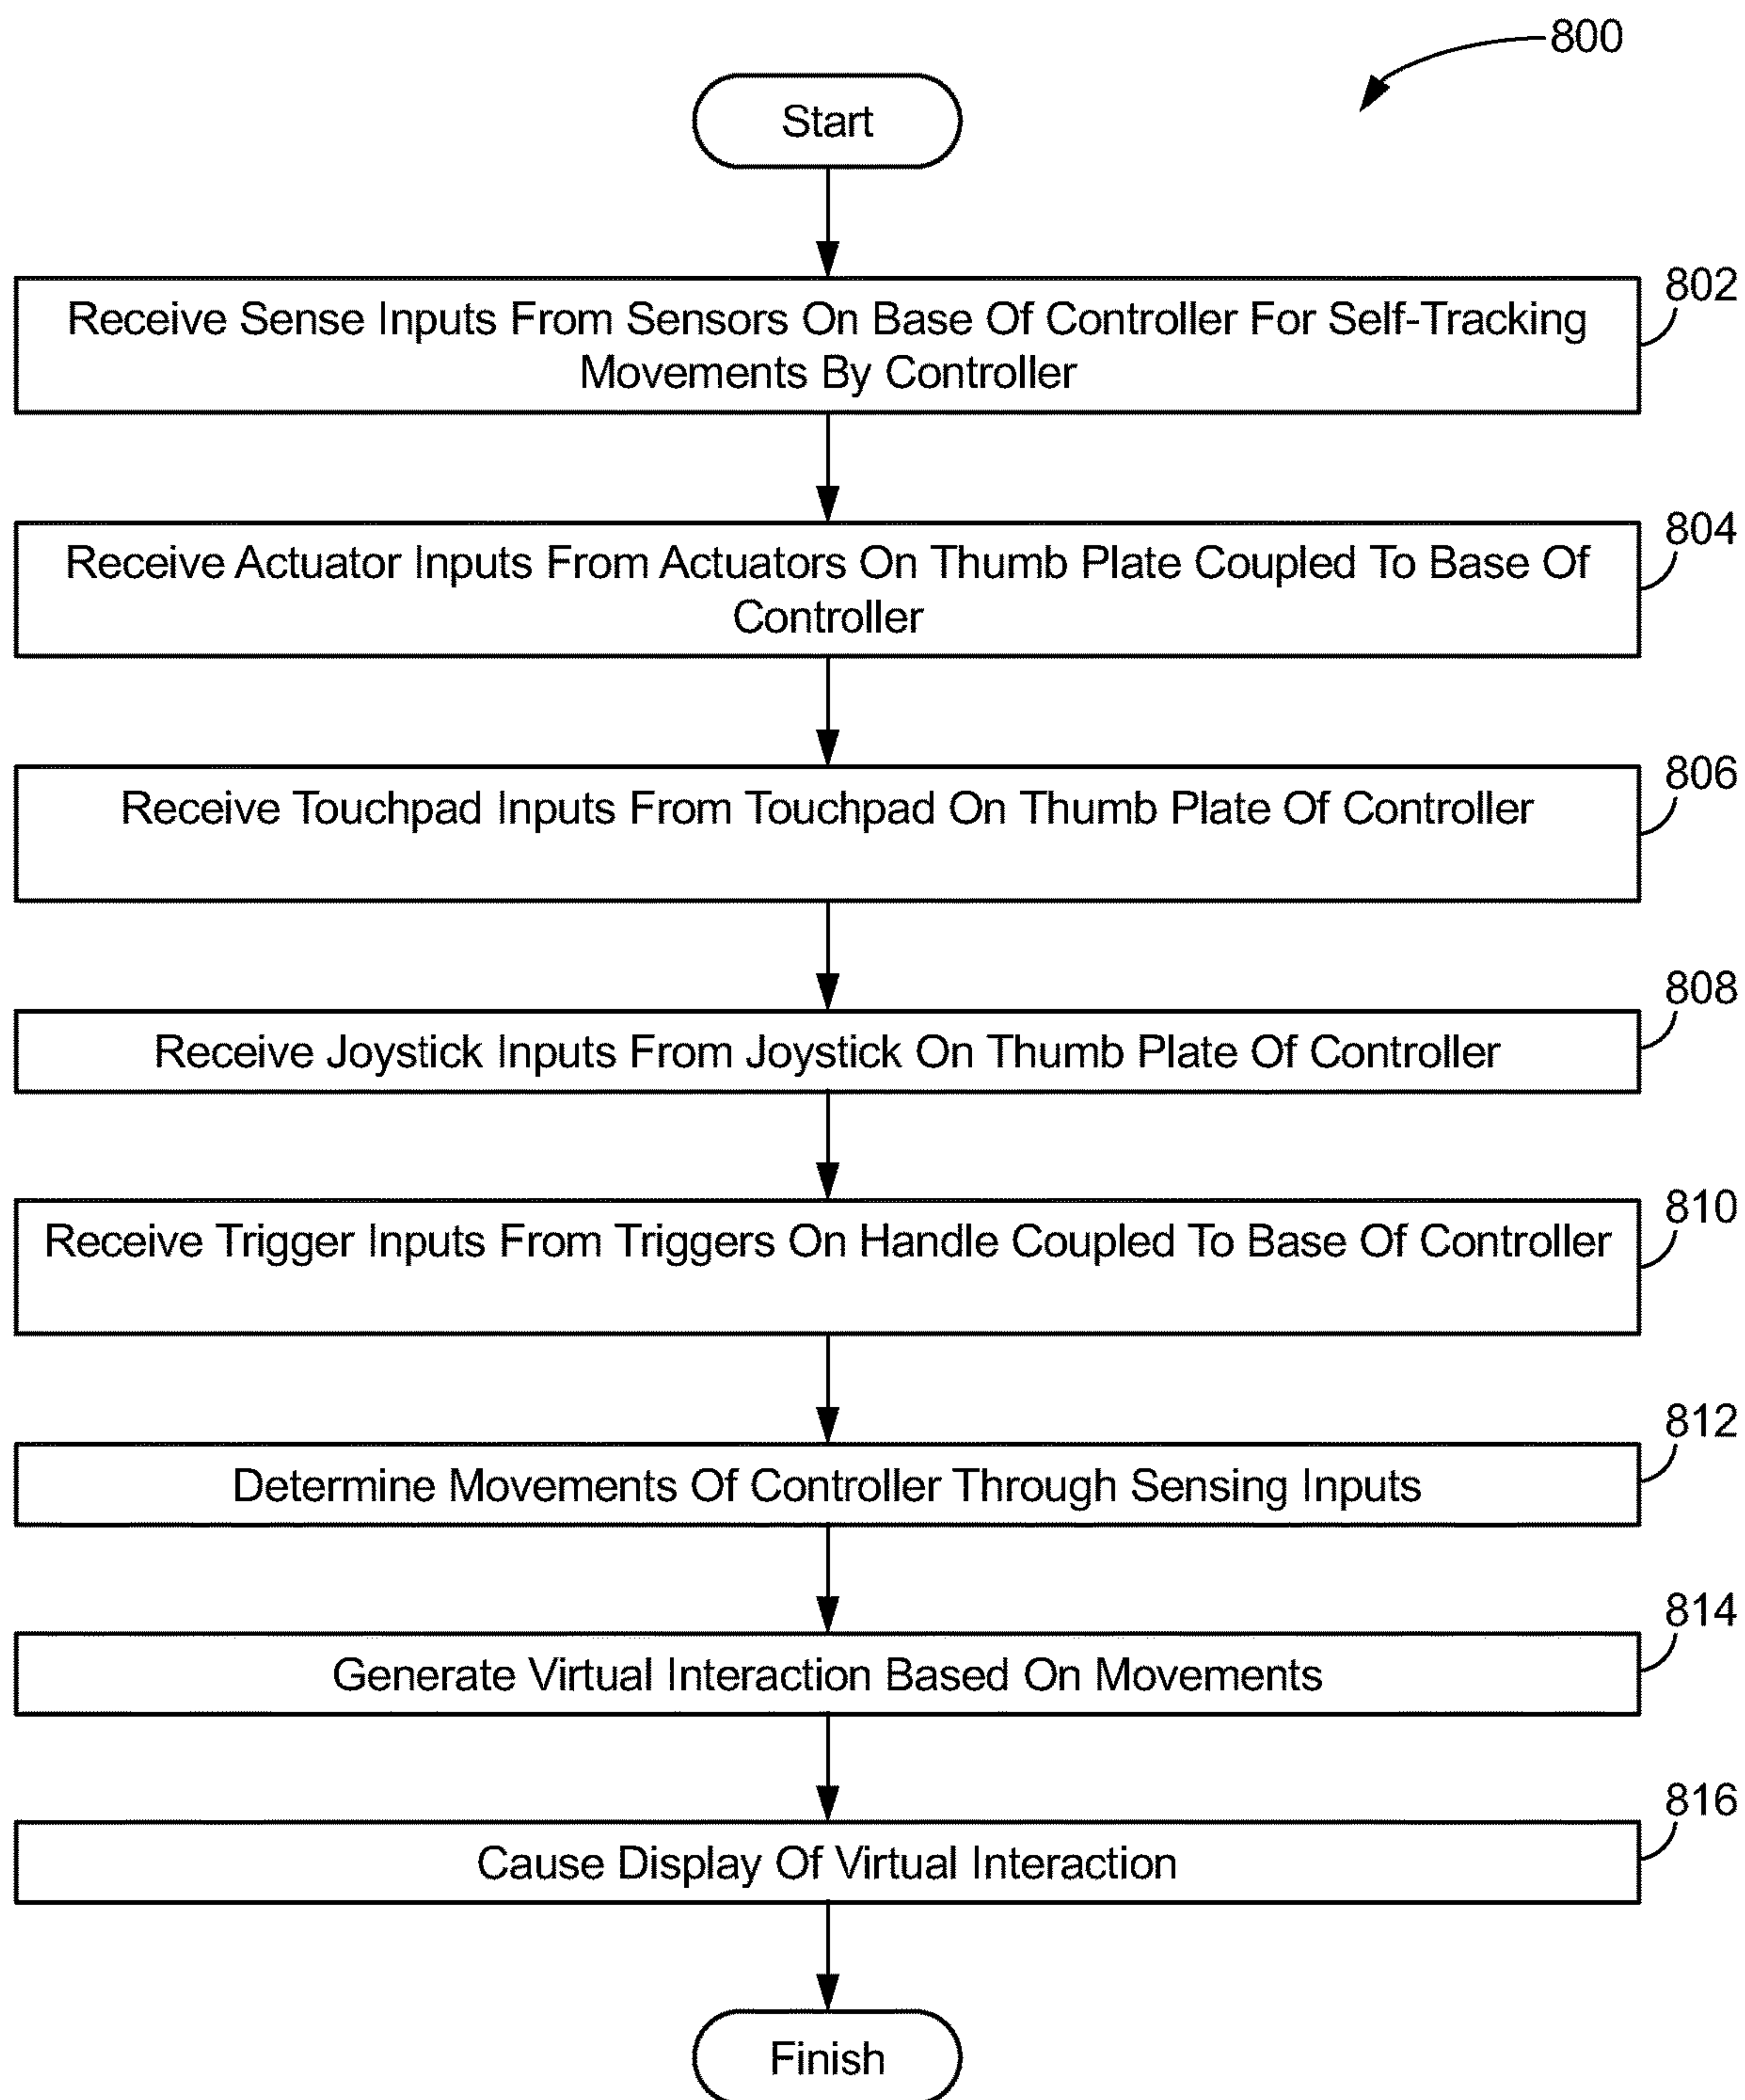 800
Start
802
Receive Sense Inputs From Sensors On Base Of Controller For Self-Tracking
Movements By Controller
804
Receive Actuator Inputs From Actuators On Thumb Plate Coupled To Base Of
Controller
806
Receive Touchpad Inputs From Touchpad On Thumb Plate Of Controller
808
Receive Joystick Inputs From Joystick On Thumb Plate Of Controller
810
Receive Trigger Inputs From Triggers On Handle Coupled To Base Of Controller
812
Determine Movements Of Controller Through Sensing Inputs
814
Generate Virtual Interaction Based On Movements
816
Cause Display Of Virtual Interaction
Finish